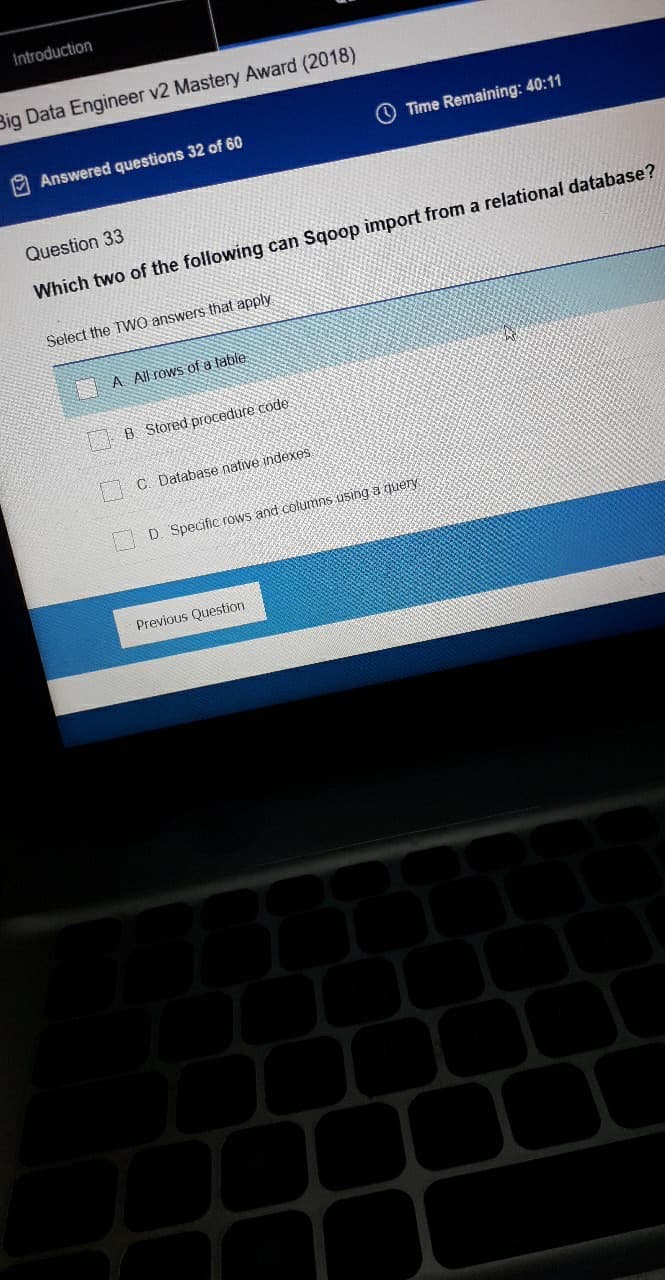 Introduction
Big Data Engineer v2 Mastery Award (2018)
Answered questions 32 of 60
Time Remaining: 40:11
Question 33
Which two of the following can Sqoop import from a relational database?
Select the TWO answers that apply
A. All rows of a table
B. Stored procedure code
C. Database native indexes
D. Specific rows and columns using a query
Previous Question